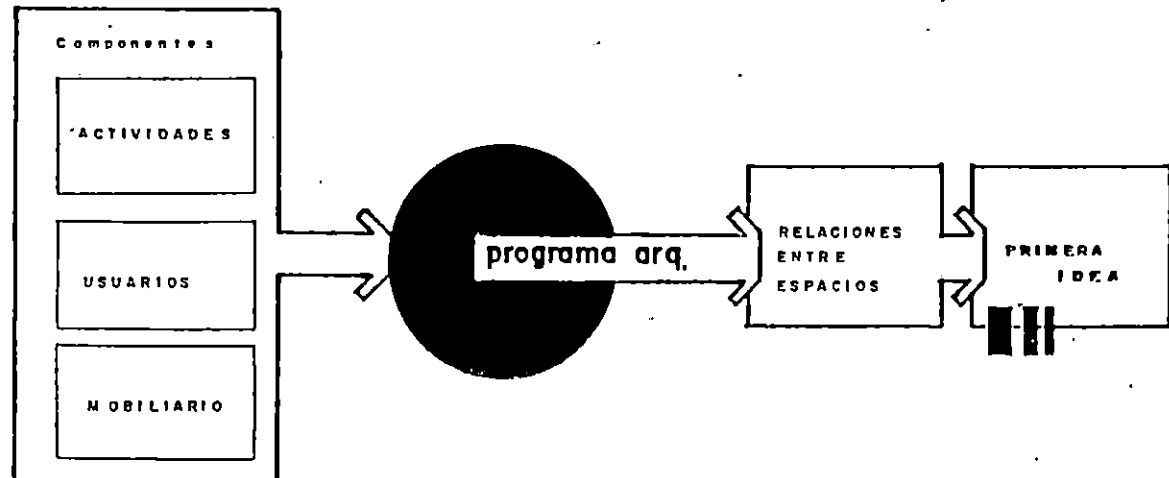 Componentes
ACTIVIDADES
USUARIOS
MOBILIARIO
programa arq.
RELACIONES
ENTRE
ESPACIOS
PRIMERA
IDEA